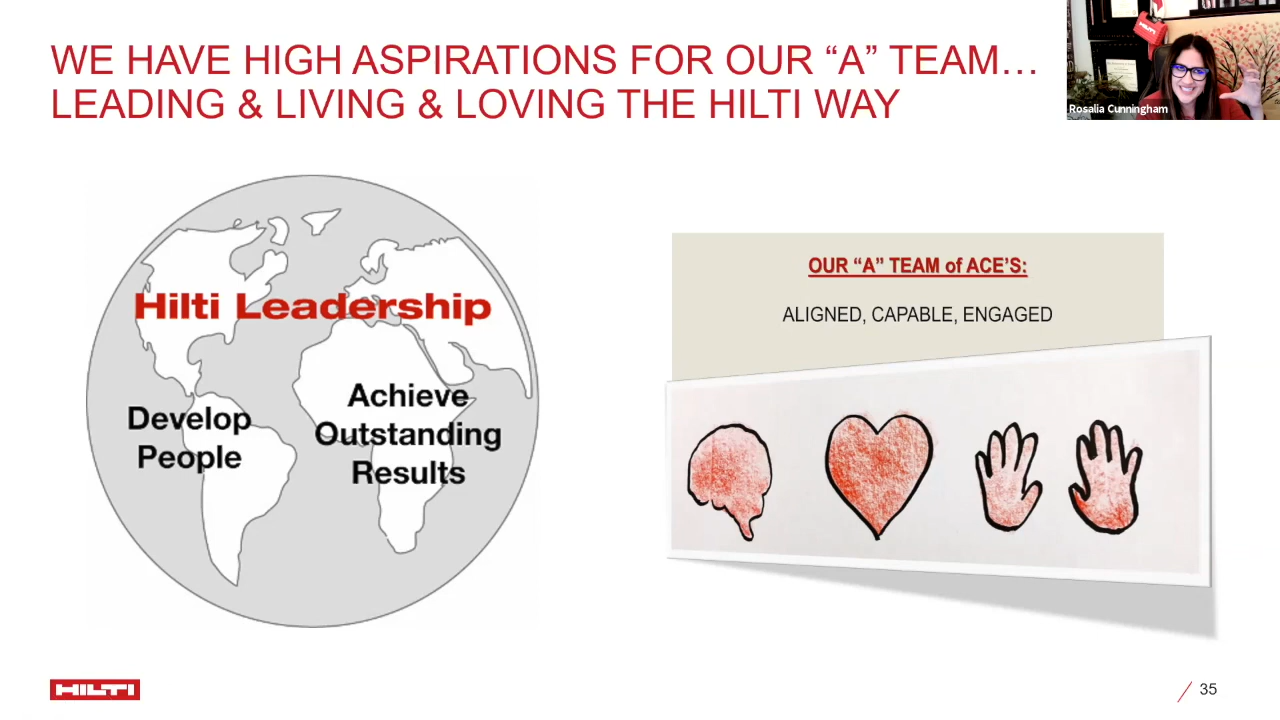 WE HAVE HIGH ASPIRATIONS FOR OUR “A” TEAM…
LEADING & LIVING & LOVING THE HILTI WAY
HILTI
Rosalia Cunningham
Hilti Leadership
Develop
People
Achieve
Outstanding
Results
OUR “A” TEAM of ACE’S:
ALIGNED, CAPABLE, ENGAGED
HILTI
35